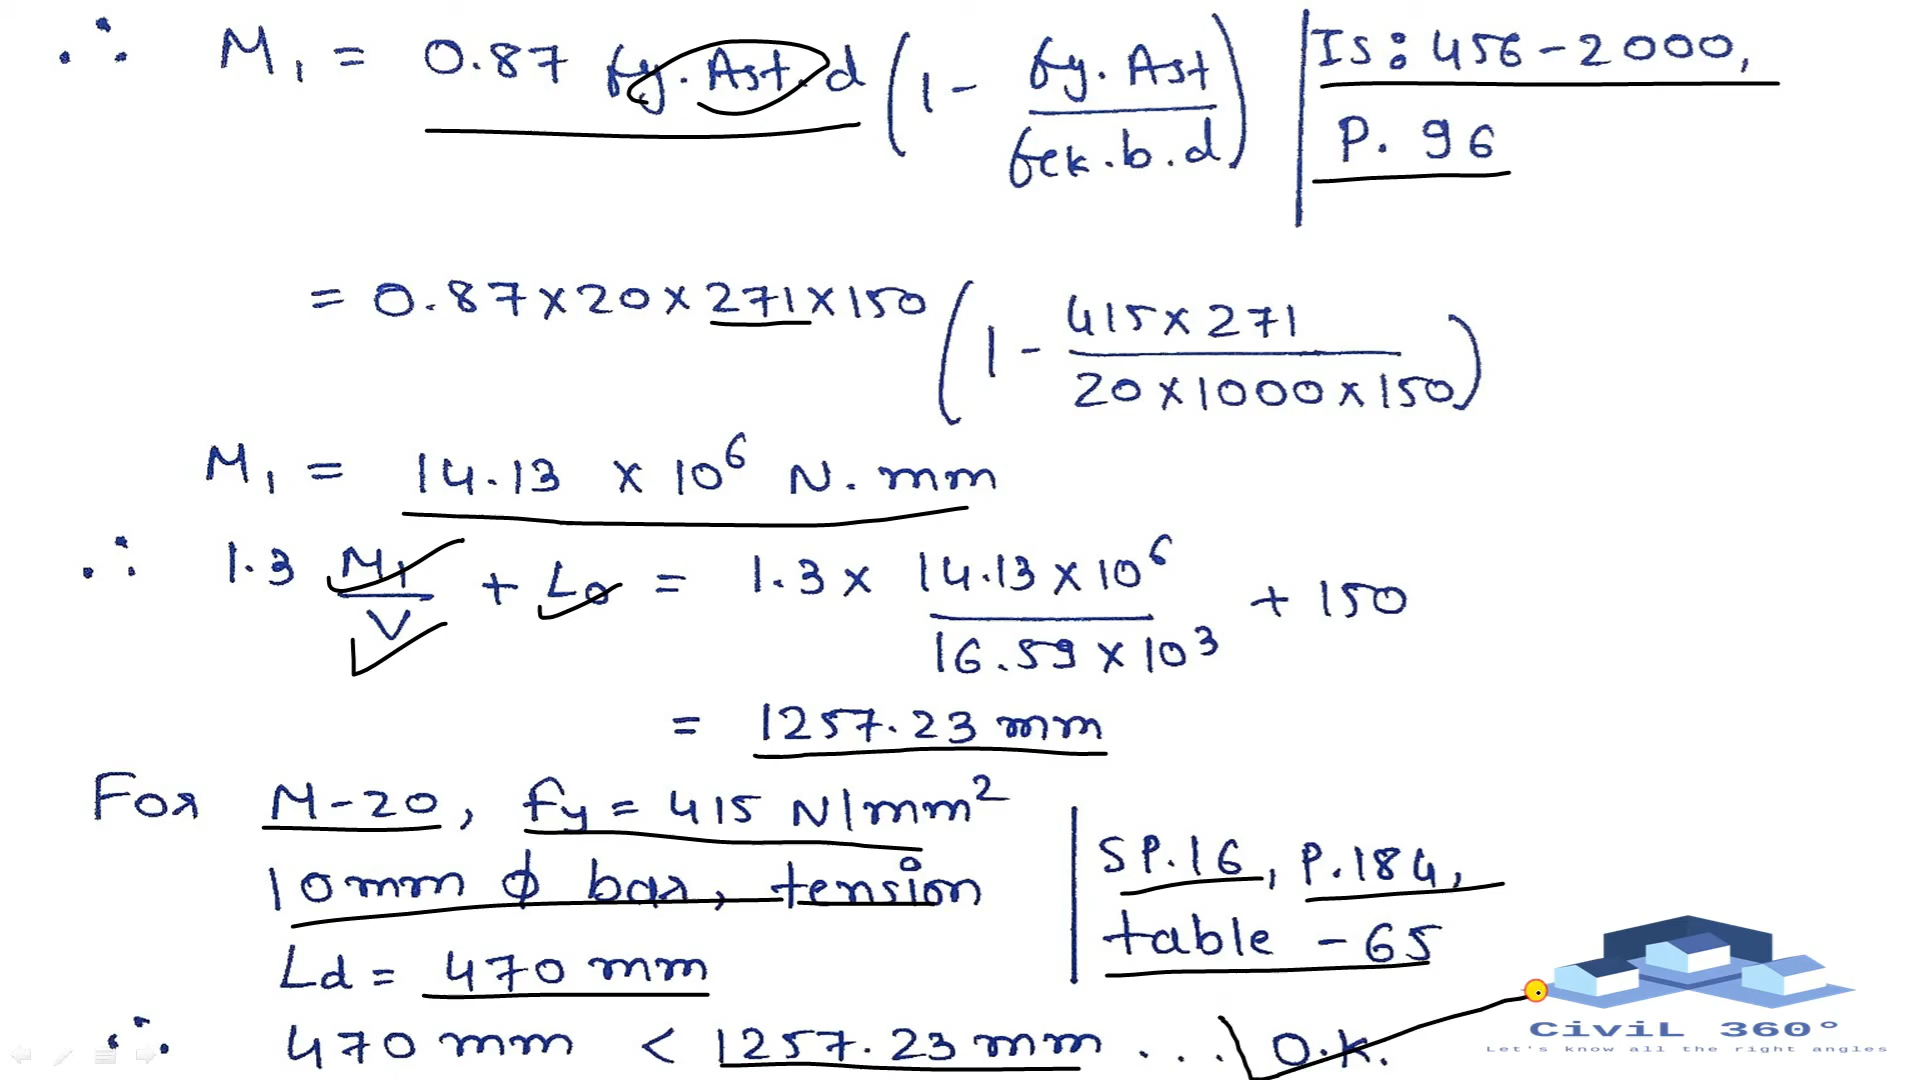 ∴ M₁ = 0.87 fy. Ast. d (1 - fy. Ast / fck. b. d)
IS: 456-2000,
P. 96
= 0.87 x 20 x 271 x 150 (1 - 415 x 271 / 20 x 1000 x 150)
M₁ = 14.13 x 10⁶ N. mm
∴ 1.3 M₁ / V + Lo = 1.3 x 14.13 x 10⁶ / 16.59 x 10³ + 150
= 1257.23 mm
For M-20, fy = 415 N/mm²
10mm ϕ bar, tension
SP.16, P.184,
table - 65
Ld = 470 mm
∴ 470 mm < 1257.23 mm ... O.K.
CiviL 360°
Let's know all the right angles